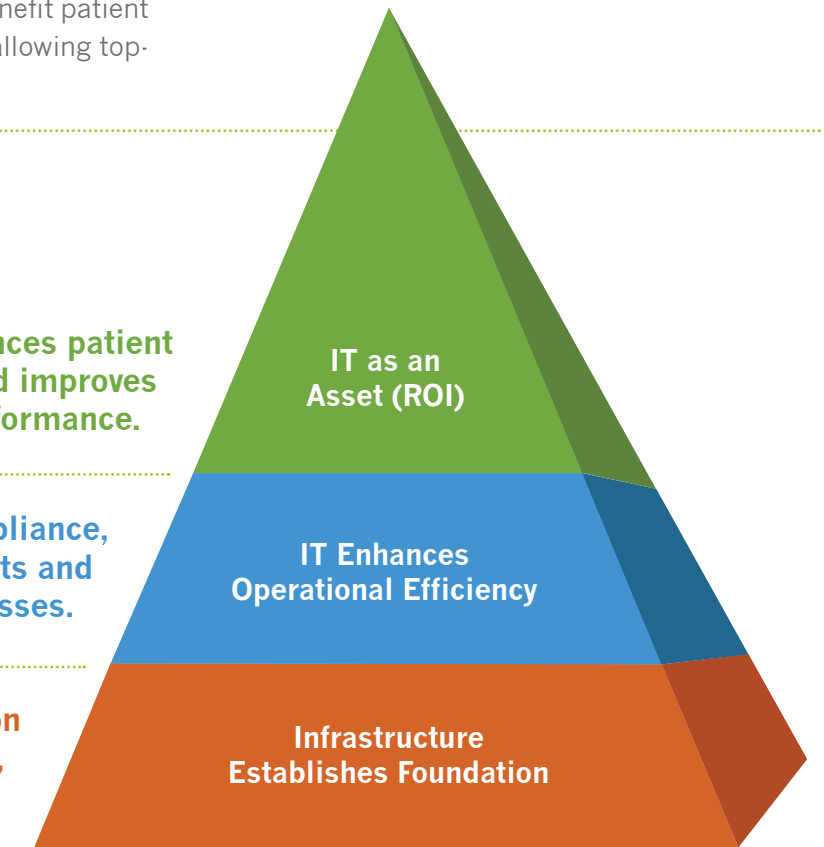 nefit patient
allowing top-
nces patient
d improves
formance.
IT as an
Asset (ROI)
pliance,
ts and
sses.
IT Enhances
Operational Efficiency
on
,
Infrastructure
Establishes Foundation